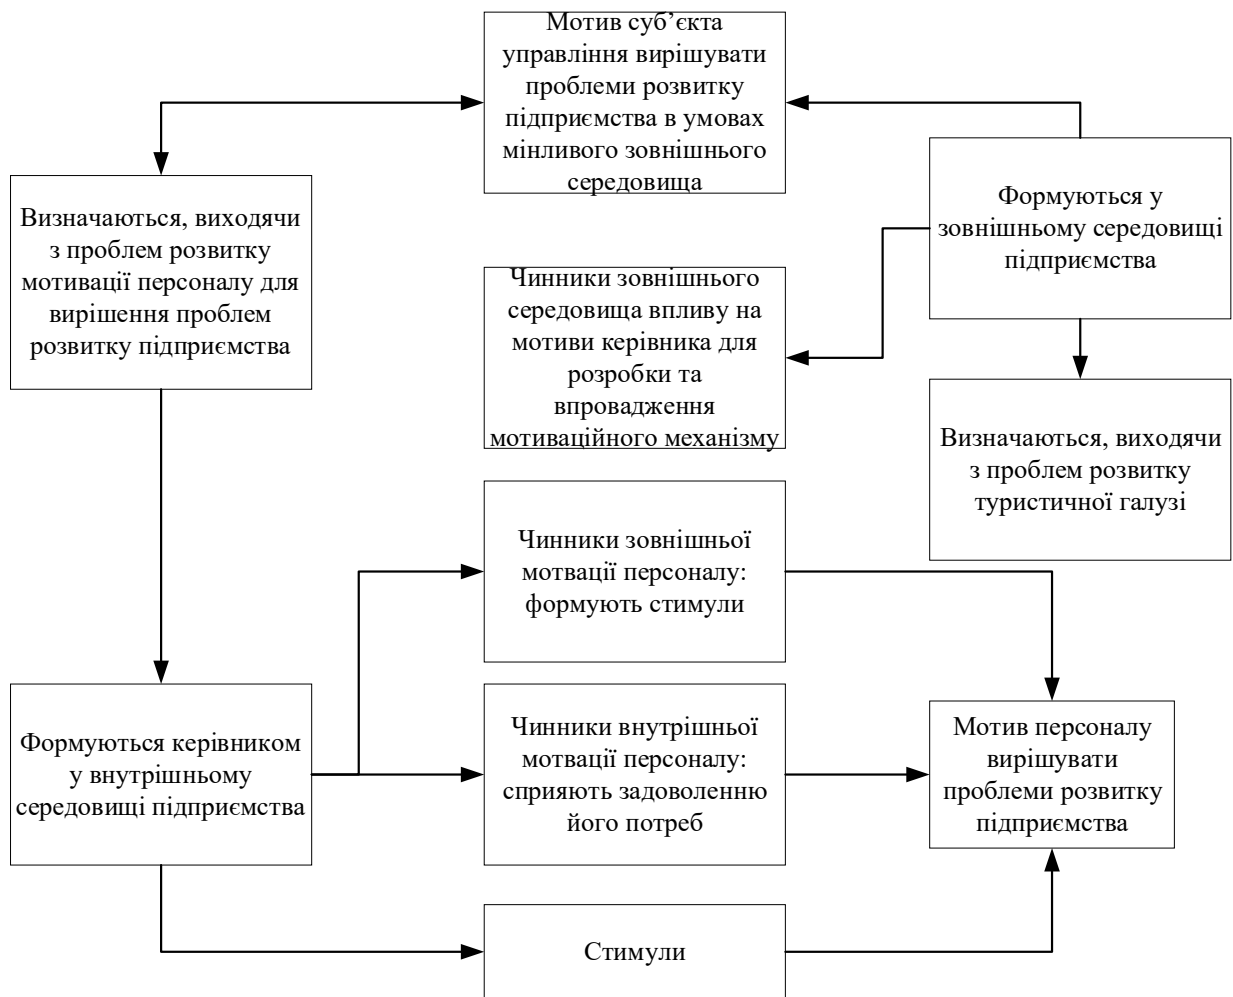 Мотив суб’єкта
управління вирішувати
проблеми розвитку
підприємства в умовах
мінливого зовнішнього
середовища
Визначаються, виходячи
з проблем розвитку
мотивації персоналу для
вирішення проблем
розвитку підприємства
Формуються у
зовнішньому середовищі
підприємства
Чинники зовнішнього
середовища впливу на
мотиви керівника для
розробки та
впровадження
мотиваційного механізму
Визначаються, виходячи
з проблем розвитку
туристичної галузі
Чинники зовнішньої
мотвації персоналу:
формують стимули
Формуються керівником
у внутрішньому
середовищі підприємства
Чинники внутрішньої
мотвації персоналу:
сприяють задоволенню
його потреб
Мотив персоналу
вирішувати
проблеми розвитку
підприємства
Стимули